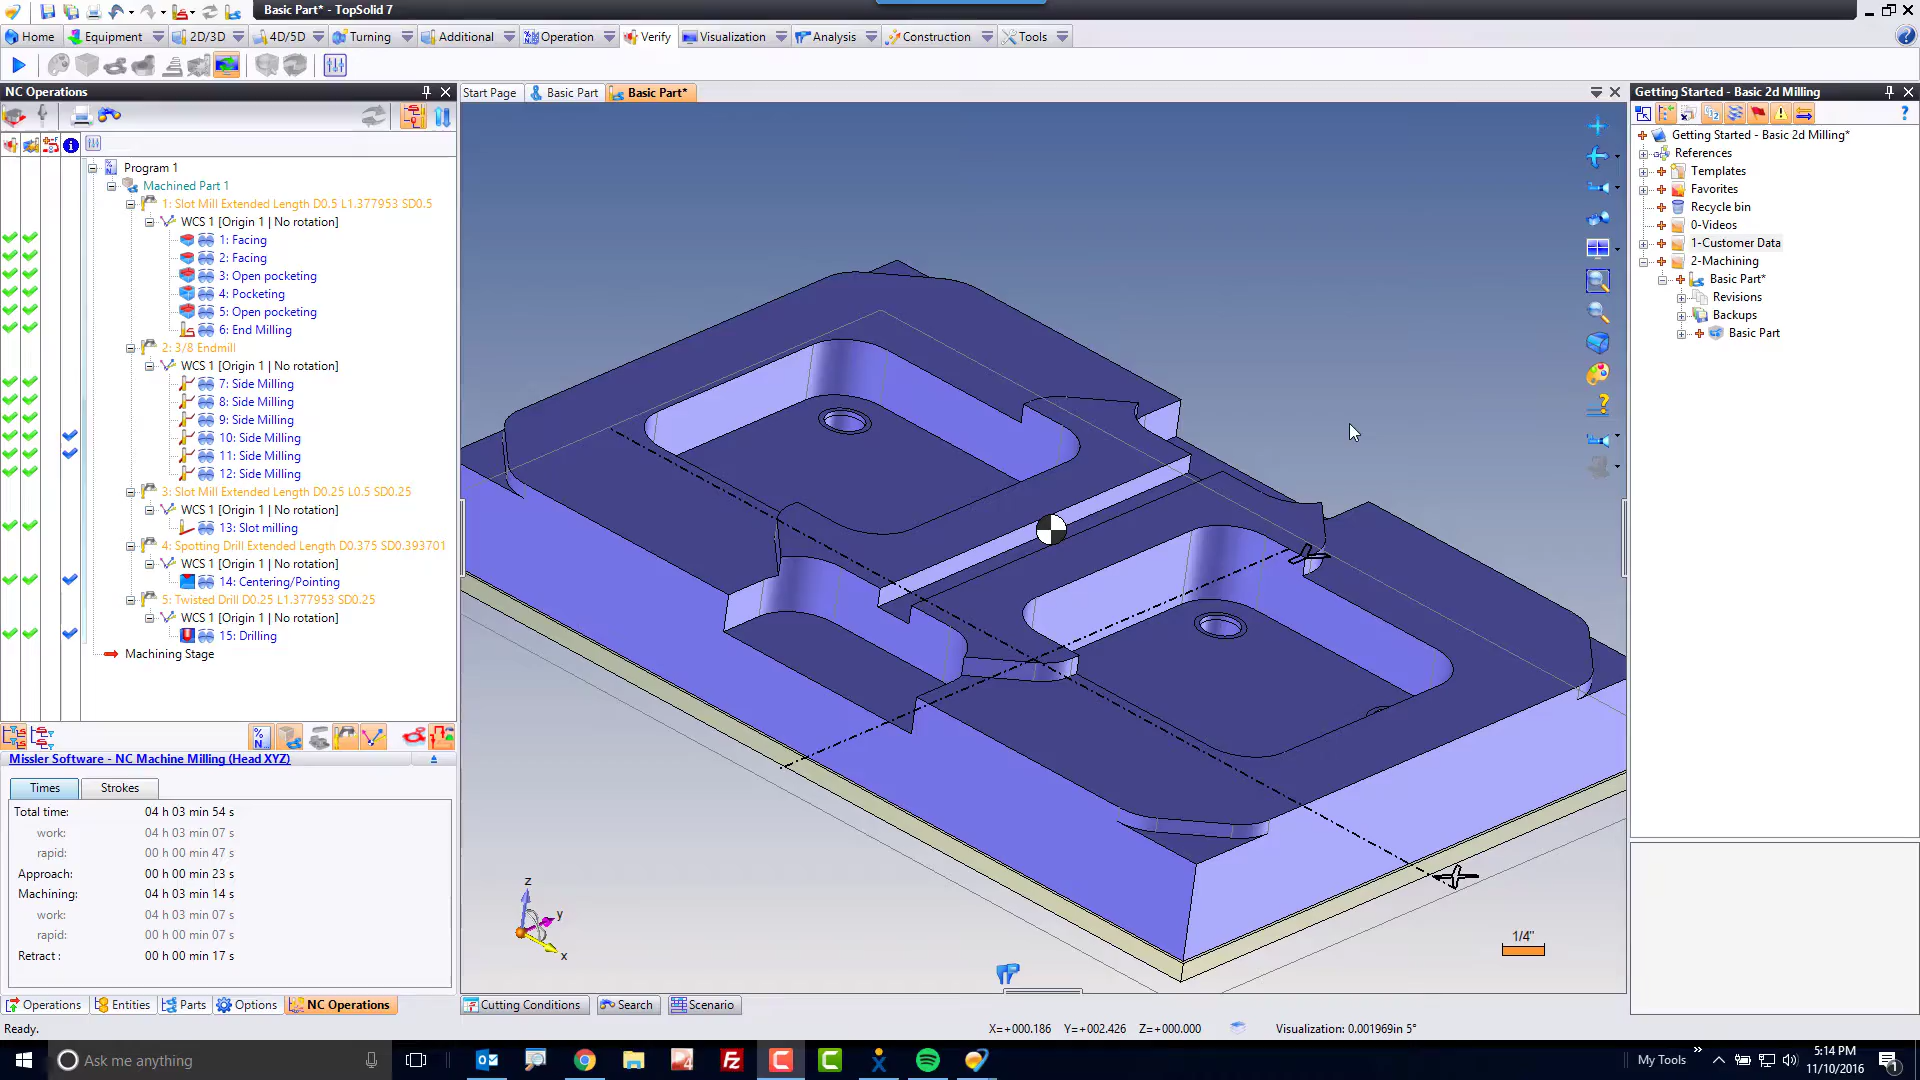 Basic Part* - TopSolid 7
Home Equipment 2D/3D 4D/5D Turning Additional Operation Verify Visualization Analysis Construction Tools
NC Operations
Start Page Basic Part Basic Part*
Getting Started - Basic 2d Milling
Program 1
Machined Part 1
1: Slot Mill Extended Length D0.5 L1.377953 SD0.5
WCS 1 [Origin 1 | No rotation]
1: Facing
2: Facing
3: Open pocketing
4: Pocketing
5: Open pocketing
6: End Milling
2: 3/8 Endmill
WCS 1 [Origin 1 | No rotation]
7: Side Milling
8: Side Milling
9: Side Milling
10: Side Milling
11: Side Milling
12: Side Milling
3: Slot Mill Extended Length D0.25 L0.5 SD0.25
WCS 1 [Origin 1 | No rotation]
13: Slot milling
4: Spotting Drill Extended Length D0.375 SD0.393701
WCS 1 [Origin 1 | No rotation]
14: Centering/Pointing
5: Twisted Drill D0.25 L1.377953 SD0.25
WCS 1 [Origin 1 | No rotation]
15: Drilling
Machining Stage
Getting Started - Basic 2d Milling*
References
Templates
Favorites
Recycle bin
0-Videos
1-Customer Data
2-Machining
Basic Part*
Revisions
Backups
Basic Part
Missler Software - NC Machine Milling (Head XYZ)
Times Strokes
Total time: 04 h 03 min 54 s
work: 04 h 03 min 07 s
rapid: 00 h 00 min 47 s
Approach: 00 h 00 min 23 s
Machining: 04 h 03 min 14 s
work: 04 h 03 min 07 s
rapid: 00 h 00 min 07 s
Retract : 00 h 00 min 17 s
z
y
x
1/4"
Operations Entities Parts Options NC Operations
Cutting Conditions Search Scenario
Ready.
X=+000.186 Y=+002.426 Z=+000.000 Visualization: 0.001969in 5°
Ask me anything
My Tools
5:14 PM
11/10/2016